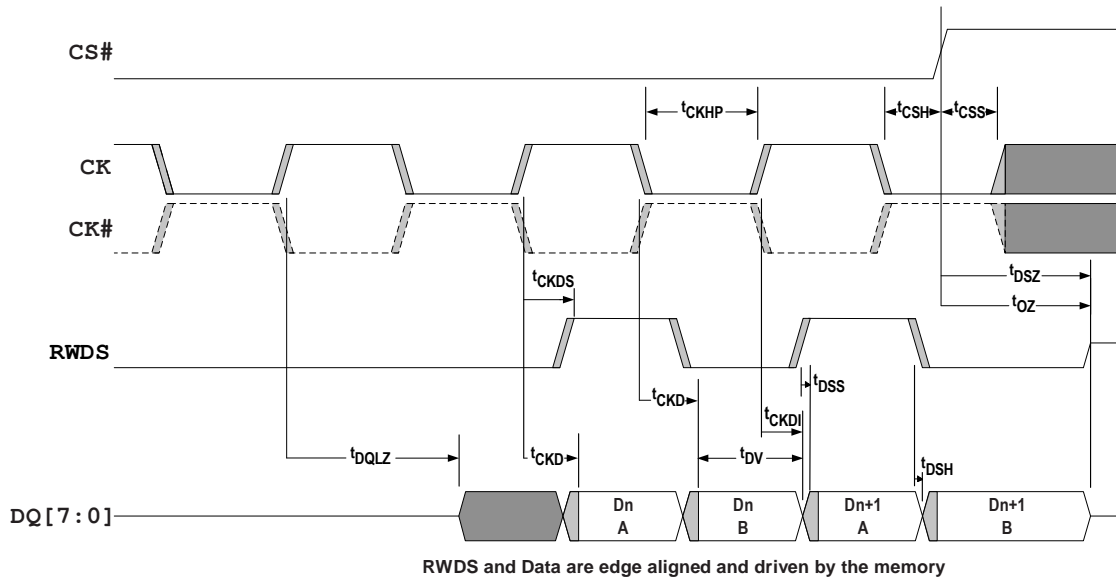 CS#
tCKHP
tCSH
tCSS
CK
CK#
tDSZ
tCKDS
tOZ
RWDS
tDSS
tCKD
tCKDI
tDQLZ
tCKD
tDV
tDSH
DQ[7:0]
Dn
A
Dn
B
Dn+1
A
Dn+1
B
RWDS and Data are edge aligned and driven by the memory